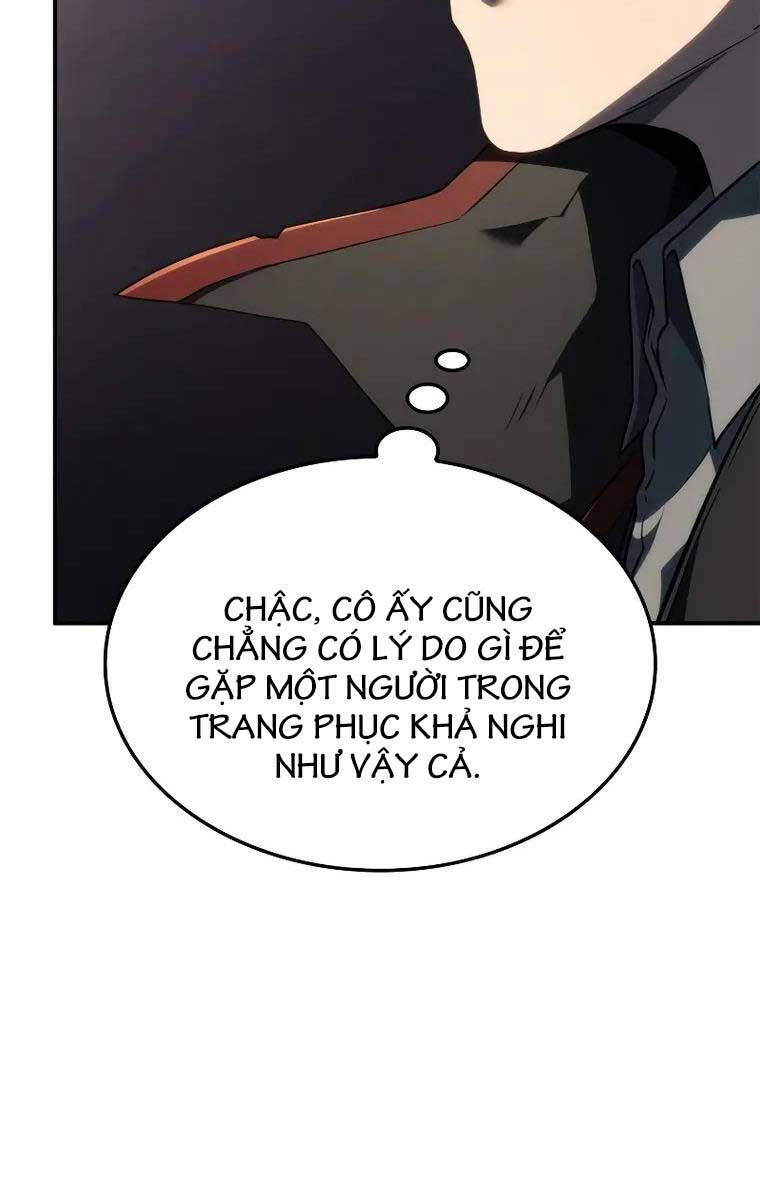 CHẬC, CÔ ẤY CŨNG
CHẲNG CÓ LÝ DO GÌ ĐỂ
GẶP MỘT NGƯỜI TRONG
TRANG PHỤC KHẢ NGHI
NHƯ VẬY CẢ.